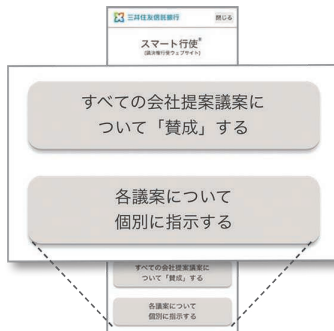 三井住友信託銀行 閉じる
スマート行使®
(議決権行使ウェブサイト)
すべての会社提案議案に
ついて「賛成」する
各議案について
個別に指示する
すべての会社提案議案に
ついて「賛成」する
各議案について
個別に指示する